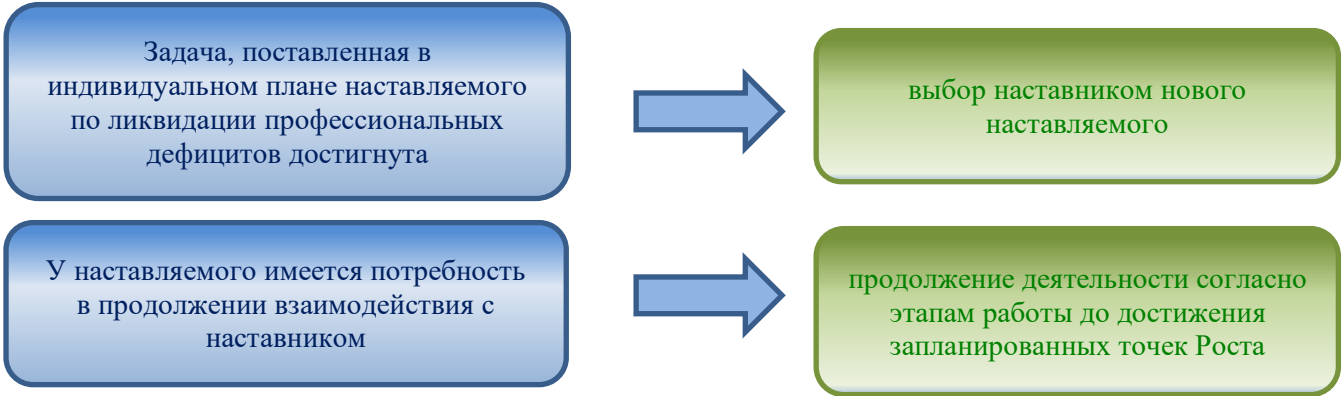 Задача, поставленная в
индивидуальном плане наставляемого
по ликвидации профессиональных
дефицитов достигнута
выбор наставником нового
наставляемого
У наставляемого имеется потребность
в продолжении взаимодействия с
наставником
продолжение деятельности согласно
этапам работы до достижения
запланированных точек Роста